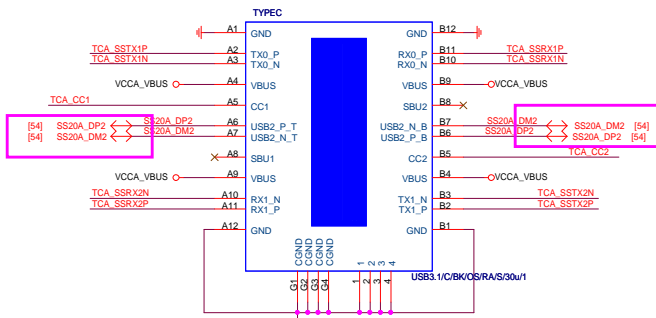 TYPEC
A1 GND GND B12
TCA_SSTX1P A2 TX0_P RX0_P B11 TCA_SSRX1P
TCA_SSTX1N A3 TX0_N RX0_N B10 TCA_SSRX1N
VCCA_VBUS A4 VBUS VBUS B9 VCCA_VBUS
SBU2 B8
TCA_CC1 A5 CC1
[54] SS20A_DP2 SS20A_DP2 A6 USB2_P_T USB2_N_B B7 SS20A_DM2 SS20A_DM2 [54]
[54] SS20A_DM2 SS20A_DM2 A7 USB2_N_T USB2_P_B B6 SS20A_DP2 SS20A_DP2 [54]
A8 SBU1 CC2 B5 TCA_CC2
VCCA_VBUS A9 VBUS VBUS B4 VCCA_VBUS
TCA_SSRX2N A10 RX1_N TX1_N B3 TCA_SSTX2N
TCA_SSRX2P A11 RX1_P TX1_P B2 TCA_SSTX2P
A12 GND GND B1
CGND CGND CGND CGND 1 2 3 4
USB3.1/C/BK/OS/RA/S/30u/1
G1 G2 G3 G4 1 2 3 4